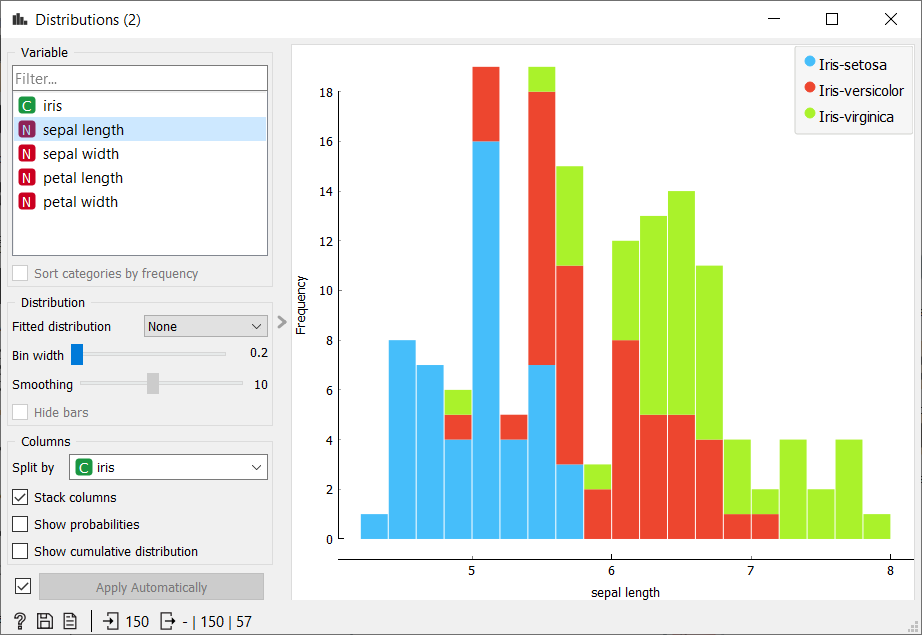 Distributions (2)
Variable
Filter...
C iris
N sepal length
N sepal width
N petal length
N petal width
Sort categories by frequency
Distribution
Fitted distribution None
Bin width 0.2
Smoothing 10
Hide bars
Columns
Split by C iris
Stack columns
Show probabilities
Show cumulative distribution
Apply Automatically
? 150 - | 150 | 57
Iris-setosa
Iris-versicolor
Iris-virginica
Frequency
18
16
14
12
10
8
6
4
2
0
5 6 7 8
sepal length